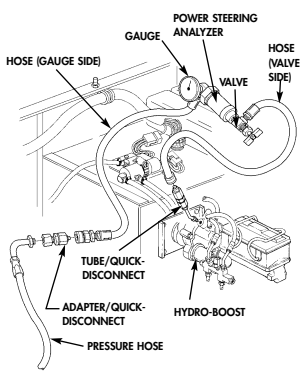 POWER STEERING
ANALYZER
GAUGE
HOSE
(VALVE
SIDE)
HOSE (GAUGE SIDE)
VALVE
TUBE/QUICK-
DISCONNECT
ADAPTER/QUICK-
DISCONNECT
HYDRO-BOOST
PRESSURE HOSE